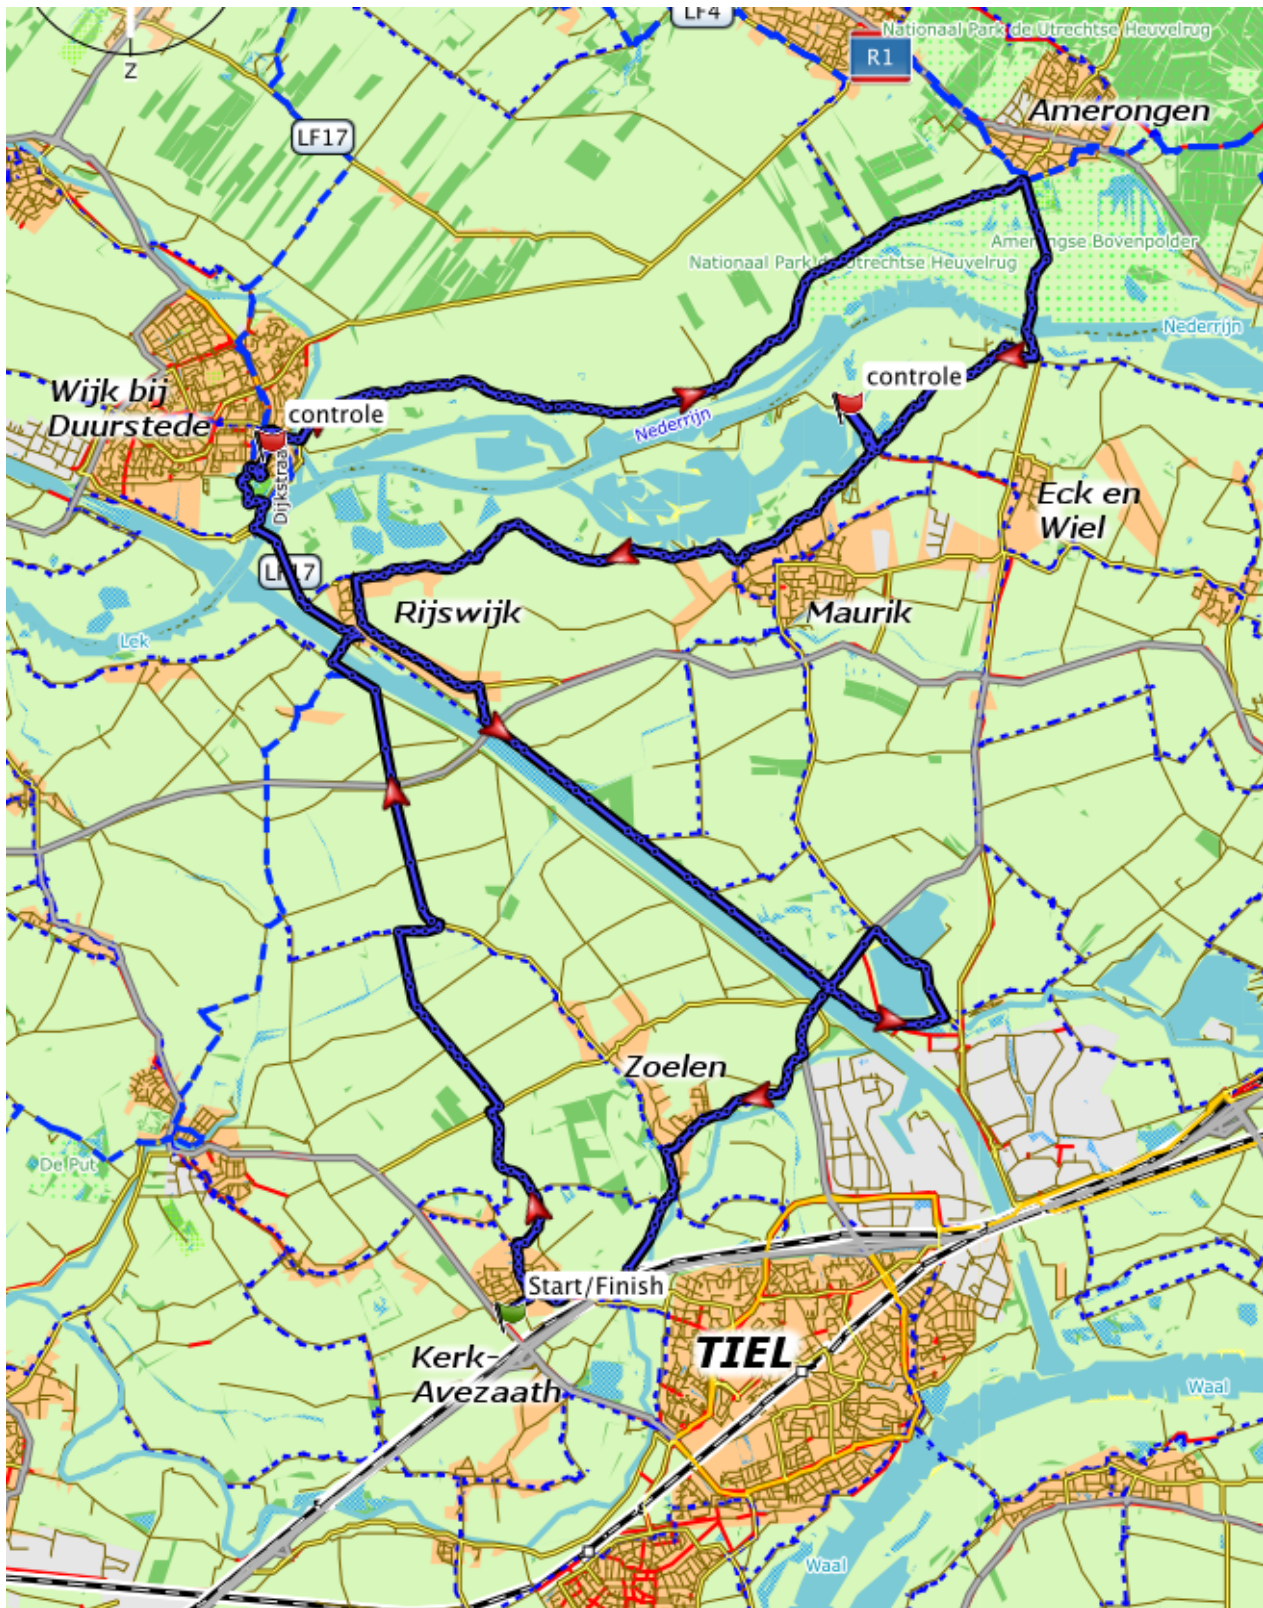 LF4
Nationaal Park de Utrechtse Heuvelrug
R1
Z
Amerongen
LF17
Amerongse Bovenpolder
Nationaal Park de Utrechtse Heuvelrug
Nederrijn
controle
Wijk bij
Duurstede
controle
Nederrijn
Dijkstraat
Eck en
Wiel
LF17
Rijswijk
Maurik
Lek
Zoelen
De Put
Start/Finish
Kerk-
Avezaath
TIEL
Waal
Waal